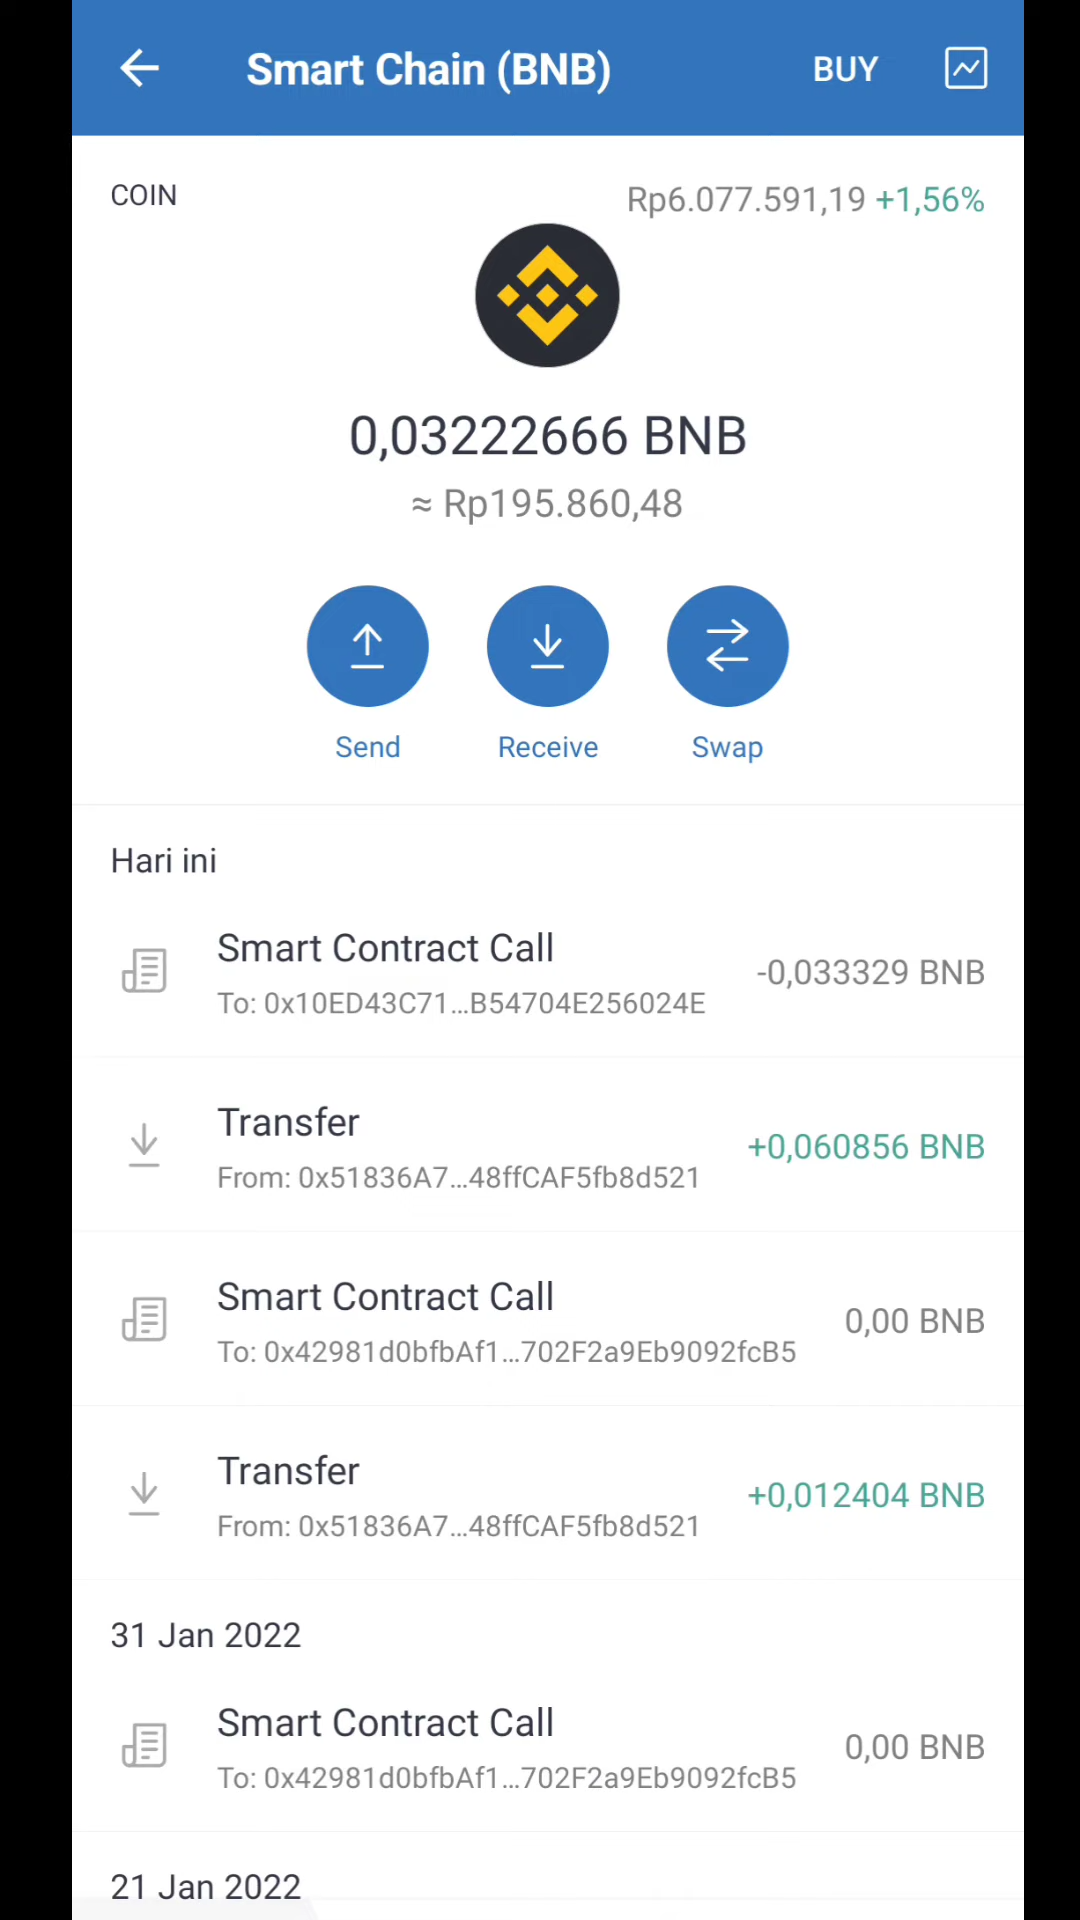 Smart Chain (BNB)
BUY
COIN
Rp6.077.591,19 +1,56%
0,03222666 BNB
≈ Rp195.860,48
Send
Receive
Swap
Hari ini
Smart Contract Call
-0,033329 BNB
To: 0x10ED43C71...B54704E256024E
Transfer
+0,060856 BNB
From: 0x51836A7...48ffCAF5fb8d521
Smart Contract Call
0,00 BNB
To: 0x42981d0bfbAf1...702F2a9Eb9092fcB5
Transfer
+0,012404 BNB
From: 0x51836A7...48ffCAF5fb8d521
31 Jan 2022
Smart Contract Call
0,00 BNB
To: 0x42981d0bfbAf1...702F2a9Eb9092fcB5
21 Jan 2022